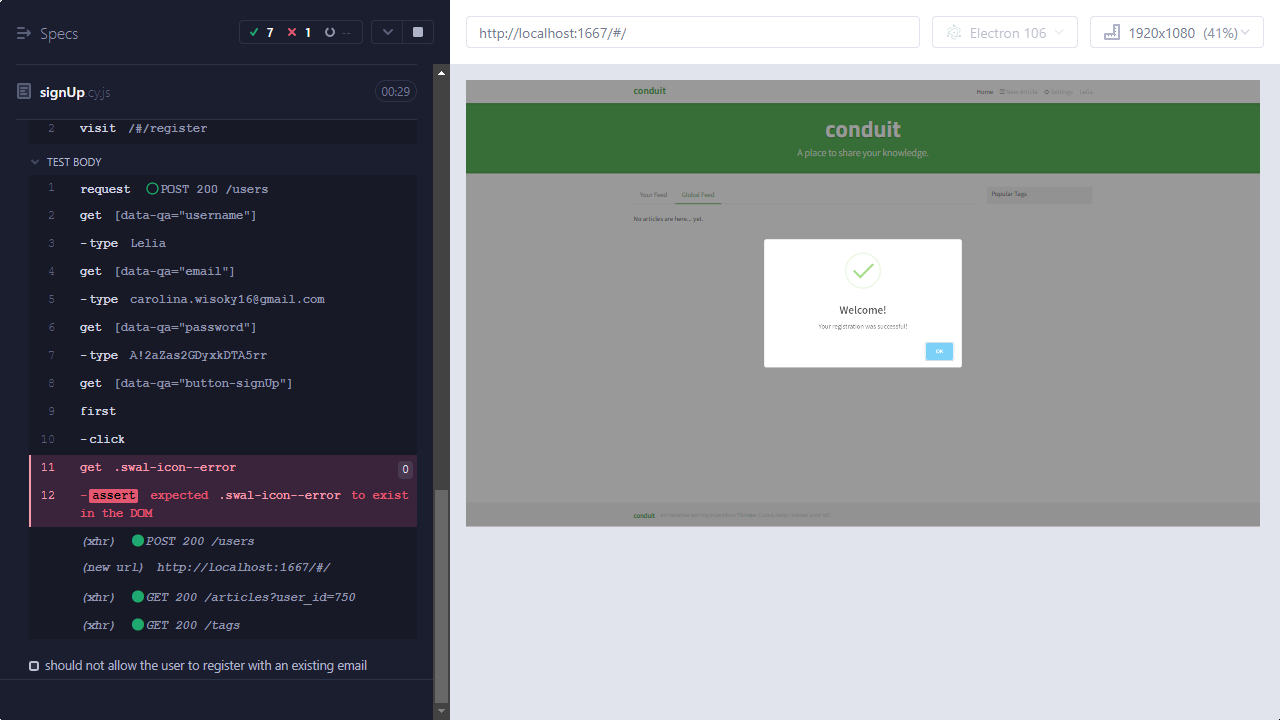 Specs
7 1 --
signUp.cy.js 00:29
2 visit /#/register
TEST BODY
1 request POST 200 /users
2 get [data-qa="username"]
3 -type Lelia
4 get [data-qa="email"]
5 -type carolina.wisoky16@gmail.com
6 get [data-qa="password"]
7 -type A!2aZas2GDyxkDTA5rr
8 get [data-qa="button-signUp"]
9 first
10 -click
11 get .swal-icon--error 0
12 -assert expected .swal-icon--error to exist
in the DOM
(xhr) POST 200 /users
(new url) http://localhost:1667/#/
(xhr) GET 200 /articles?user_id=750
(xhr) GET 200 /tags
should not allow the user to register with an existing email
http://localhost:1667/#/
Electron 106
1920x1080 (41%)
conduit
Home New Article Settings Lelia
conduit
A place to share your knowledge.
Your Feed Global Feed
Popular Tags
No articles are here... yet.
Welcome!
Your registration was successful!
OK
conduit